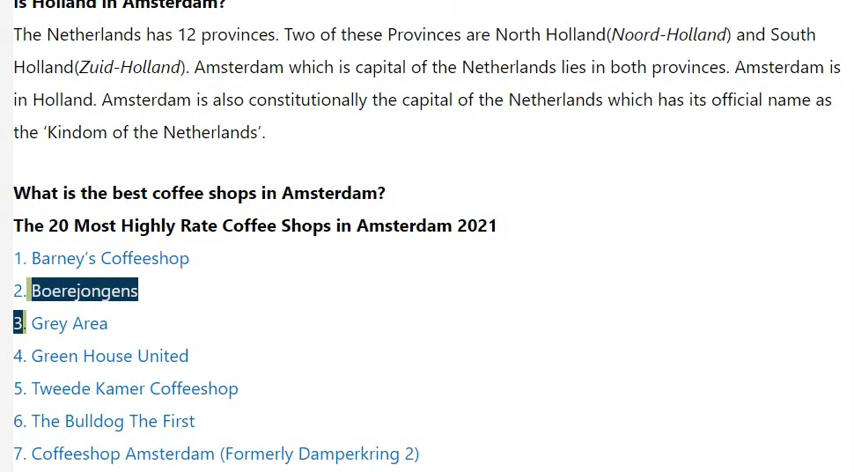 Is Holland in Amsterdam?
The Netherlands has 12 provinces. Two of these Provinces are North Holland(Noord-Holland) and South
Holland(Zuid-Holland). Amsterdam which is capital of the Netherlands lies in both provinces. Amsterdam is
in Holland. Amsterdam is also constitutionally the capital of the Netherlands which has its official name as
the ‘Kindom of the Netherlands’.
What is the best coffee shops in Amsterdam?
The 20 Most Highly Rate Coffee Shops in Amsterdam 2021
1. Barney’s Coffeeshop
2. Boerejongens
3. Grey Area
4. Green House United
5. Tweede Kamer Coffeeshop
6. The Bulldog The First
7. Coffeeshop Amsterdam (Formerly Damperkring 2)